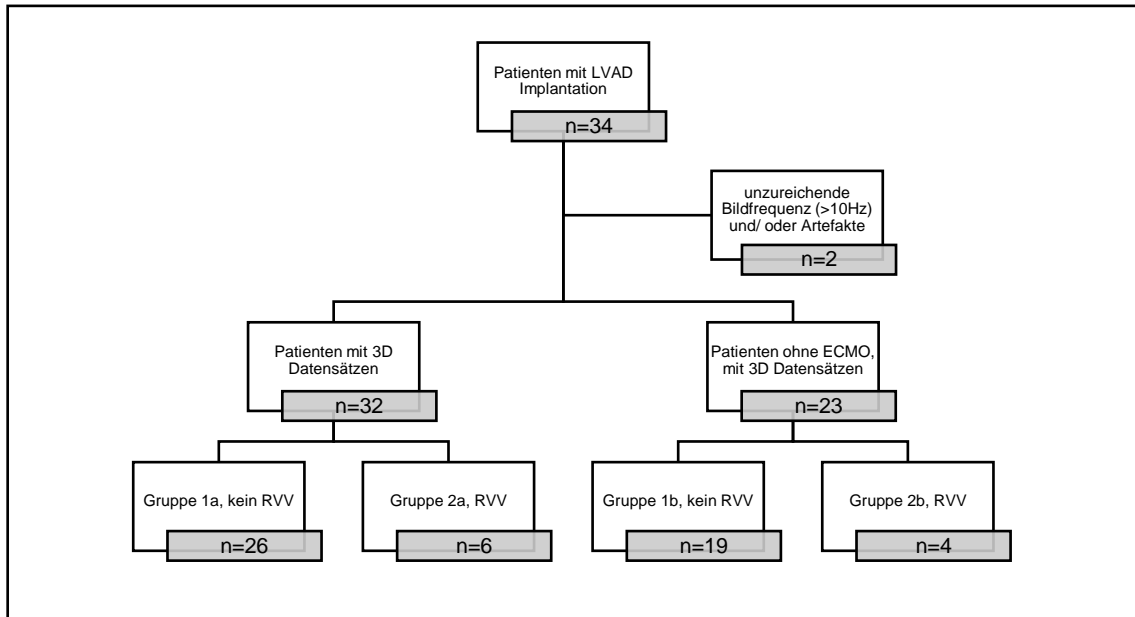 Patienten mit LVAD
Implantation
n=34
unzureichende
Bildfrequenz (>10Hz)
und/ oder Artefakte
n=2
Patienten mit 3D
Datensätzen
n=32
Patienten ohne ECMO,
mit 3D Datensätzen
n=23
Gruppe 1a, kein RVV
n=26
Gruppe 2a, RVV
n=6
Gruppe 1b, kein RVV
n=19
Gruppe 2b, RVV
n=4